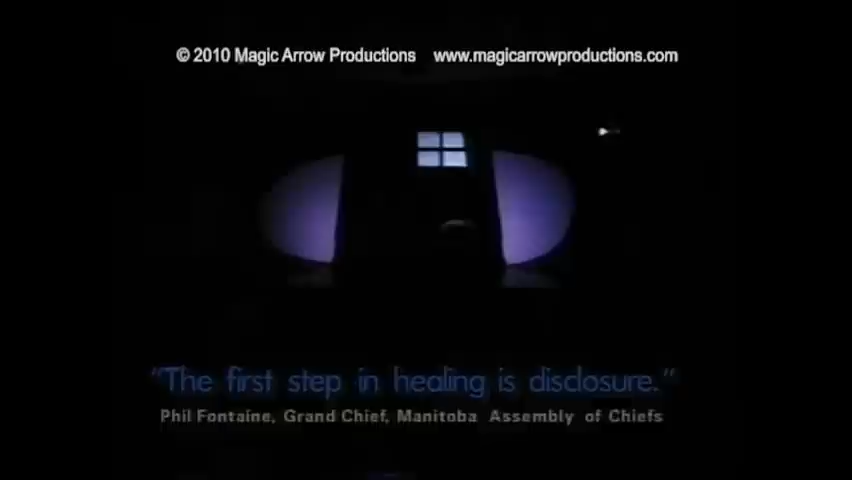 © 2010 Magic Arrow Productions www.magicarrowproductions.com
"The first step in healing is disclosure."
Phil Fontaine, Grand Chief, Manitoba Assembly of Chiefs